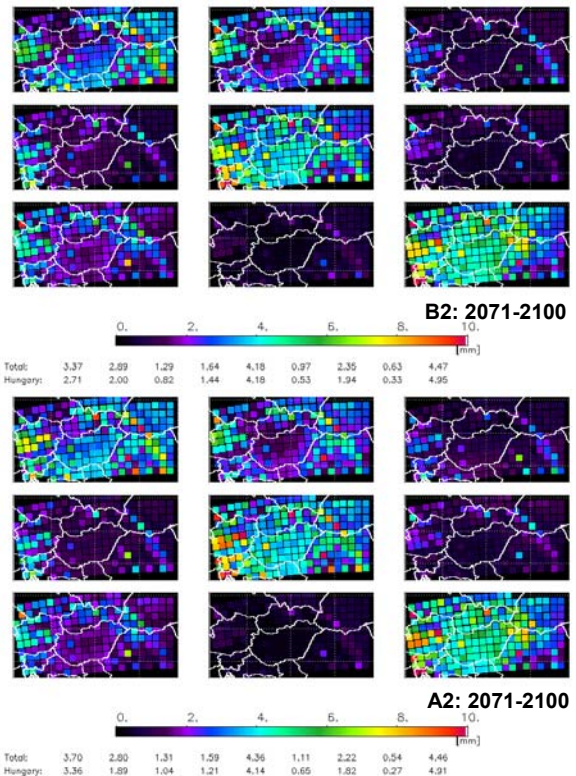 B2: 2071-2100
0. 2. 4. 6. 8. 10.
[mm]
Total: 3.37 2.89 1.29 1.64 4.18 0.97 2.35 0.63 4.47
Hungary: 2.71 2.00 0.82 1.44 4.18 0.53 1.94 0.33 4.95
A2: 2071-2100
0. 2. 4. 6. 8. 10.
[mm]
Total: 3.70 2.80 1.31 1.59 4.36 1.11 2.22 0.54 4.46
Hungary: 3.36 1.89 1.04 1.21 4.14 0.65 1.82 0.27 4.91